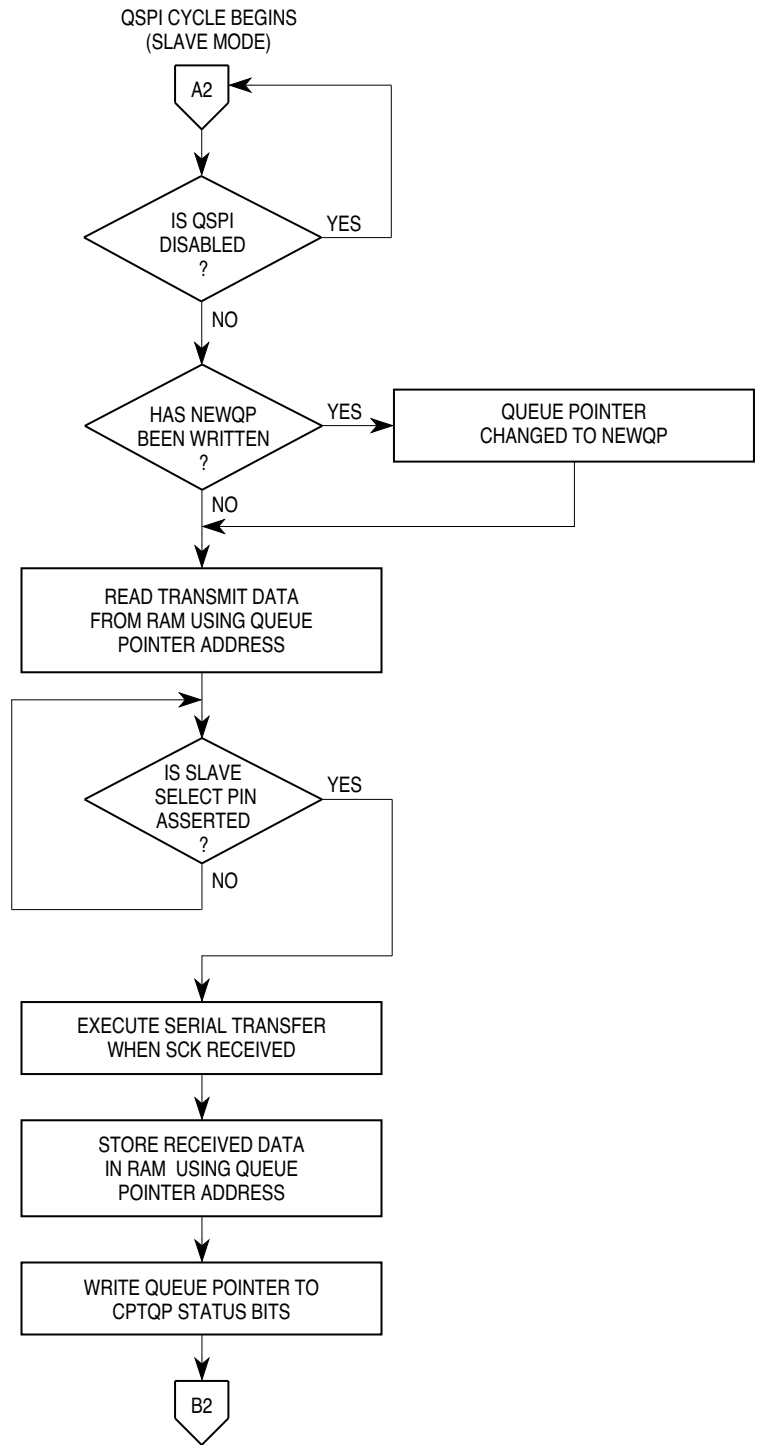 QSPI CYCLE BEGINS
(SLAVE MODE)
A2
IS QSPI
DISABLED
?
YES
NO
HAS NEWQP
BEEN WRITTEN
?
YES
QUEUE POINTER
CHANGED TO NEWQP
NO
READ TRANSMIT DATA
FROM RAM USING QUEUE
POINTER ADDRESS
IS SLAVE
SELECT PIN
ASSERTED
?
YES
NO
EXECUTE SERIAL TRANSFER
WHEN SCK RECEIVED
STORE RECEIVED DATA
IN RAM USING QUEUE
POINTER ADDRESS
WRITE QUEUE POINTER TO
CPTQP STATUS BITS
B2